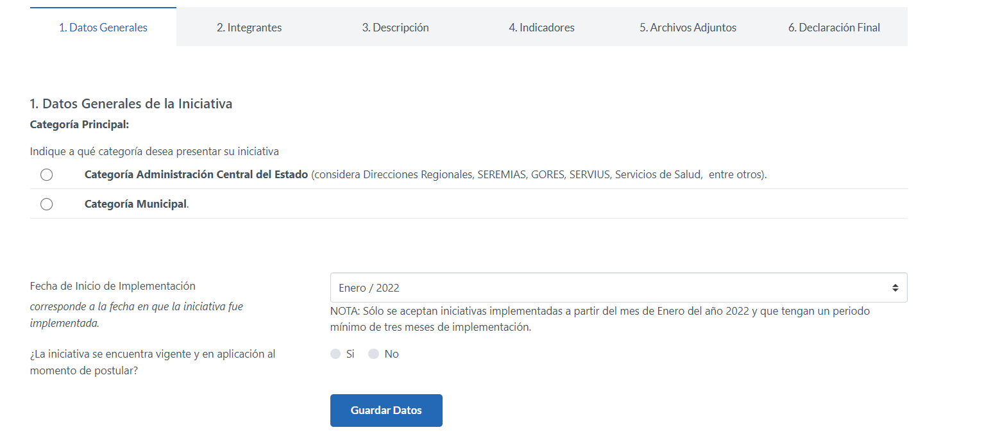 1. Datos Generales
2. Integrantes
3. Descripción
4. Indicadores
5. Archivos Adjuntos
6. Declaración Final
1. Datos Generales de la Iniciativa
Categoría Principal:
Indique a qué categoría desea presentar su iniciativa
Categoría Administración Central del Estado (considera Direcciones Regionales, SEREMIAS, GORES, SERVIUS, Servicios de Salud, entre otros).
Categoría Municipal.
Fecha de Inicio de Implementación
corresponde a la fecha en que la iniciativa fue
implementada.
Enero / 2022
NOTA: Sólo se aceptan iniciativas implementadas a partir del mes de Enero del año 2022 y que tengan un periodo
mínimo de tres meses de implementación.
¿La iniciativa se encuentra vigente y en aplicación al
momento de postular?
Si No
Guardar Datos